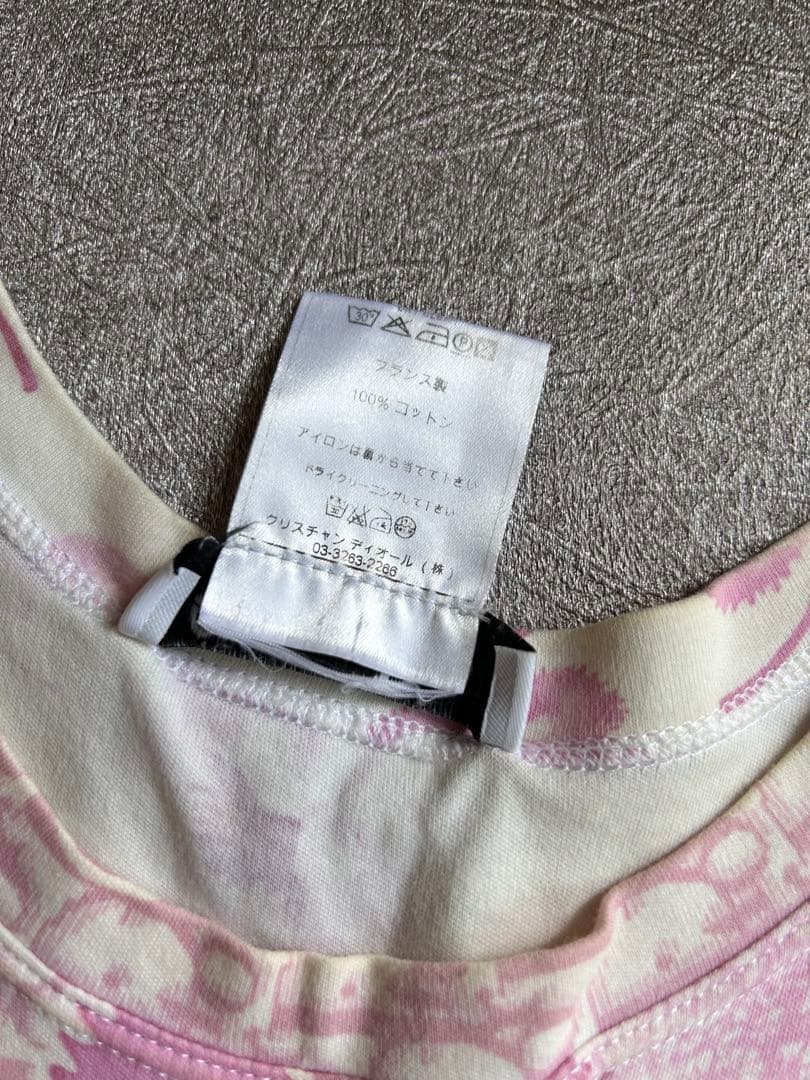 30°
P
フランス製
100% コットン
アイロンは裏から当てて下さい
ドライクリーニングして下さい
クリスチャン ディオール (株)
03-3263-2266